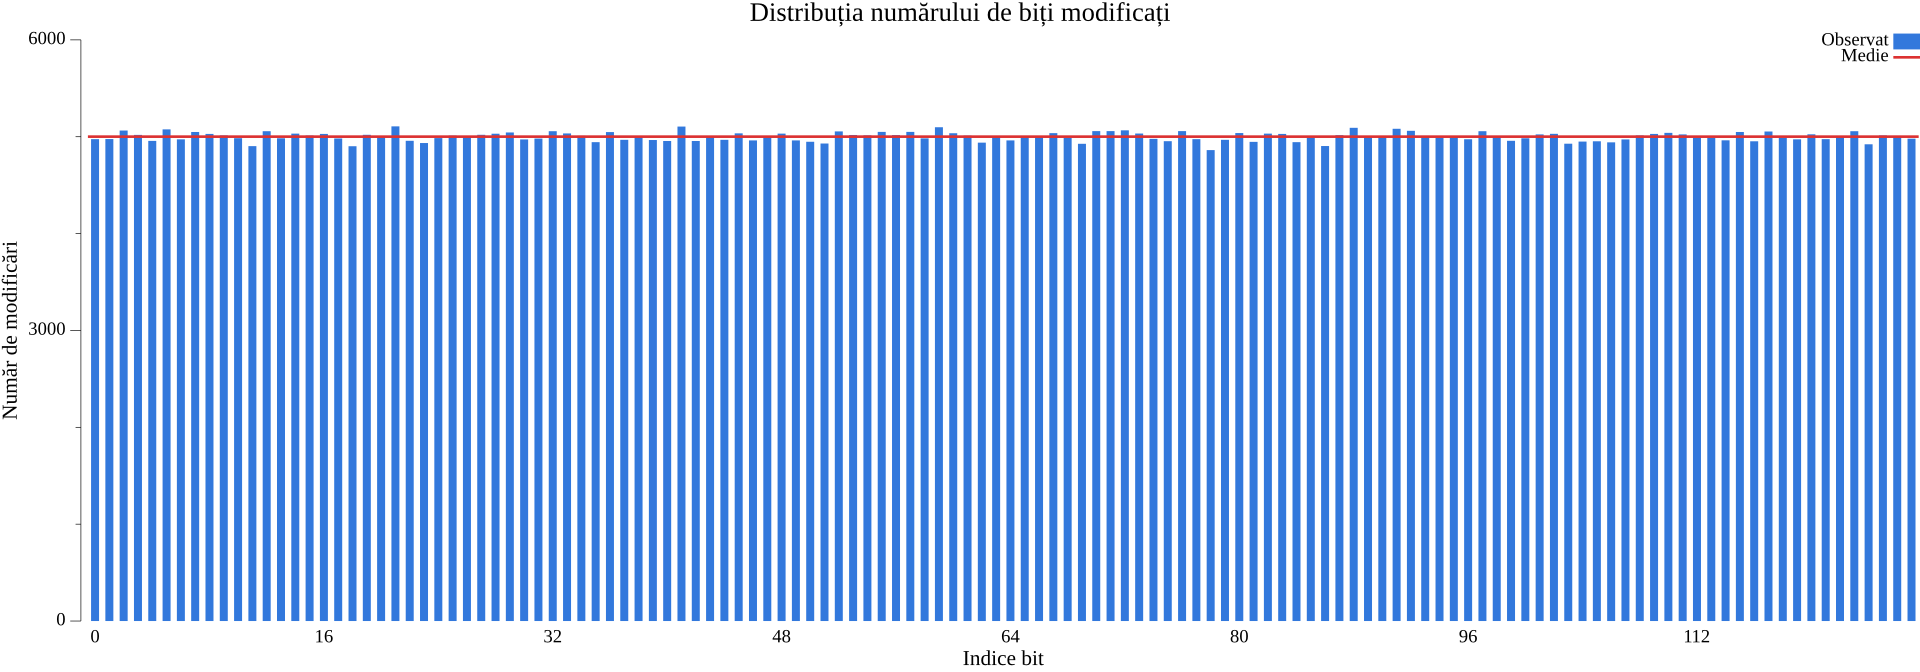 Distribuția numărului de biți modificați
6000
Observat
Medie
Număr de modificări
3000
0
0 16 32 48 64 80 96 112
Indice bit